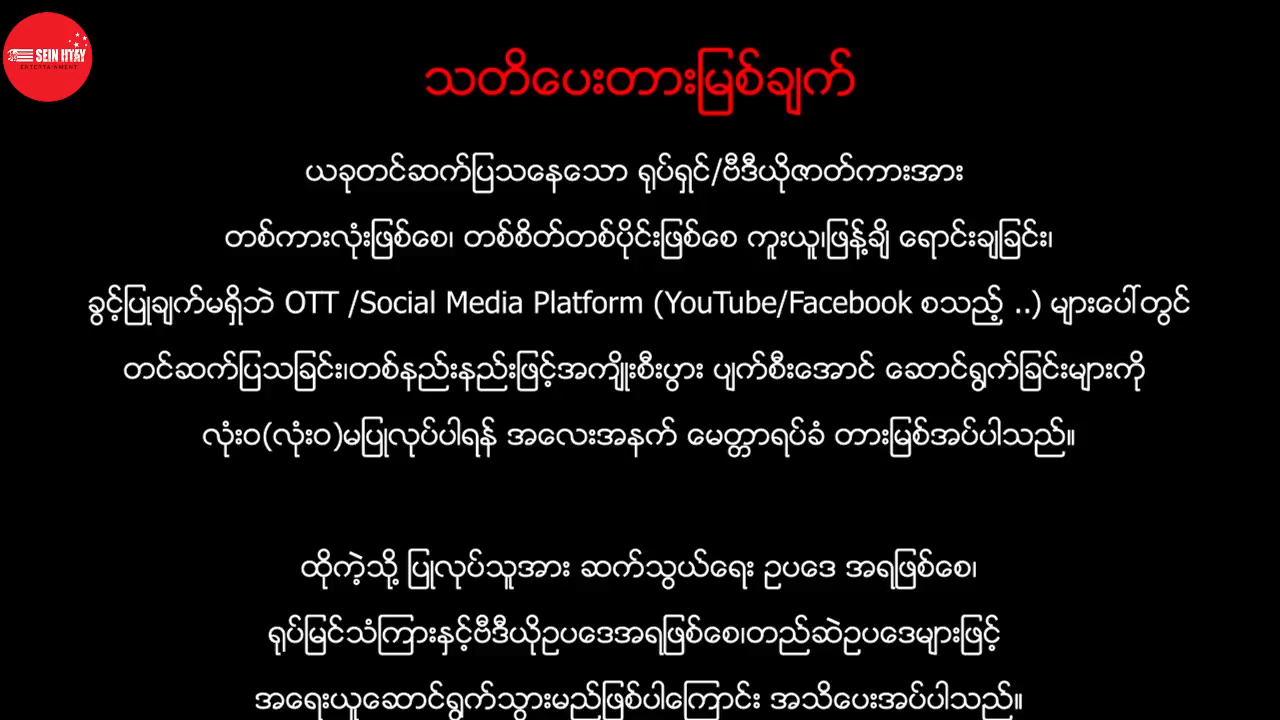 SEIN HTAY
ENTERTAINMENT
သတိပေးတားမြစ်ချက်
ယခုတင်ဆက်ပြသနေသော ရုပ်ရှင်/ဗီဒီယိုဇာတ်ကားအား
တစ်ကားလုံးဖြစ်စေ၊ တစ်စိတ်တစ်ပိုင်းဖြစ်စေ ကူးယူ၊ဖြန့်ချိ ရောင်းချခြင်း၊
ခွင့်ပြုချက်မရှိဘဲ OTT /Social Media Platform (YouTube/Facebook စသည့် ..) များပေါ်တွင်
တင်ဆက်ပြသခြင်း၊တစ်နည်းနည်းဖြင့်အကျိုးစီးပွား ပျက်စီးအောင် ဆောင်ရွက်ခြင်းများကို
လုံးဝ(လုံးဝ)မပြုလုပ်ပါရန် အလေးအနက် မေတ္တာရပ်ခံ တားမြစ်အပ်ပါသည်။
ထိုကဲ့သို့ ပြုလုပ်သူအား ဆက်သွယ်ရေး ဥပဒေ အရဖြစ်စေ၊
ရုပ်မြင်သံကြားနှင့်ဗီဒီယိုဥပဒေအရဖြစ်စေ၊တည်ဆဲဥပဒေများဖြင့်
အရေးယူဆောင်ရွက်သွားမည်ဖြစ်ပါကြောင်း အသိပေးအပ်ပါသည်။